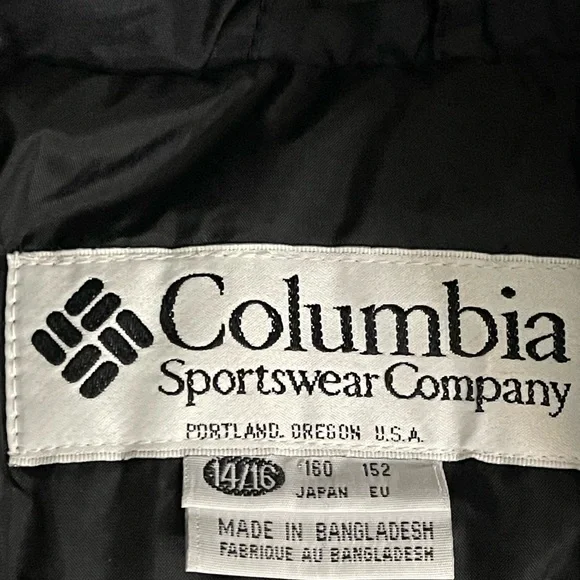 Columbia
Sportswear Company
PORTLAND. OREGON U.S.A.
14/16 160 152
JAPAN EU
MADE IN BANGLADESH
FABRIQUE AU BANGLADESH